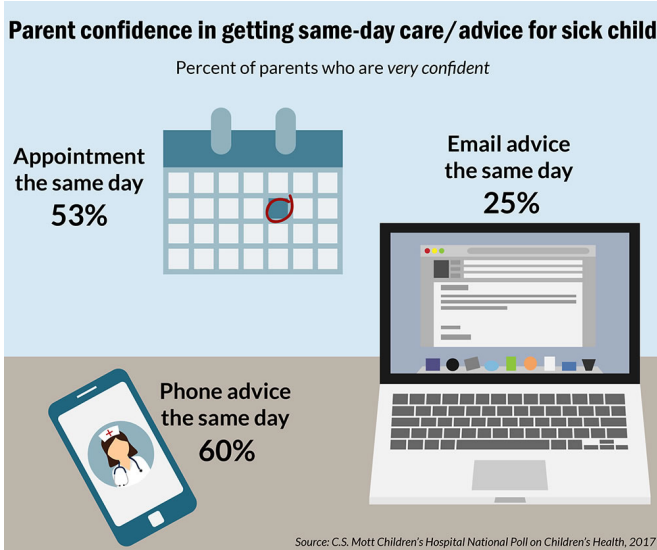 Parent confidence in getting same-day care/advice for sick child
Percent of parents who are very confident
Appointment
the same day
53%
Email advice
the same day
25%
Phone advice
the same day
60%
Source: C.S. Mott Children's Hospital National Poll on Children's Health, 2017